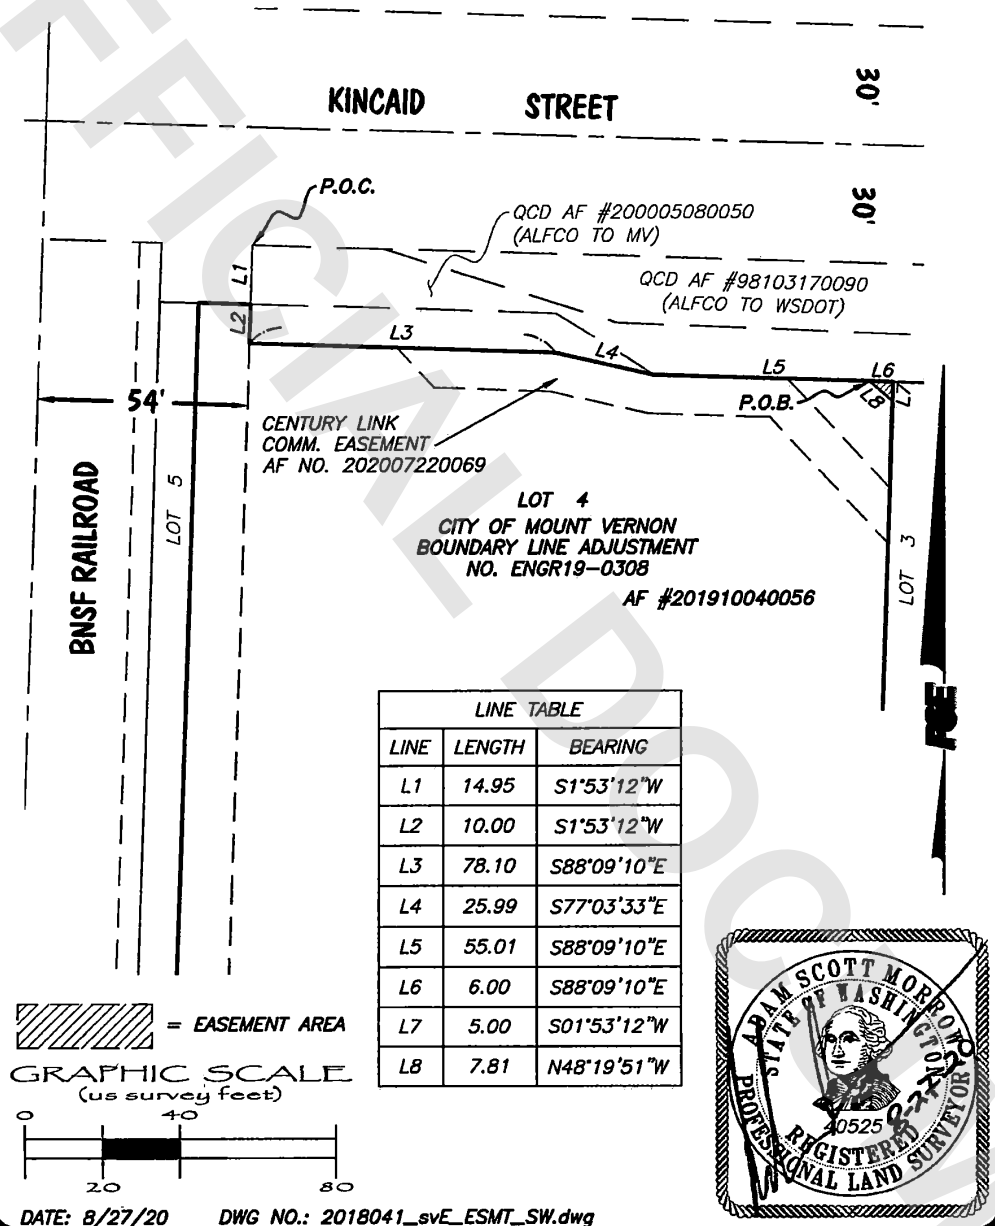 KINCAID STREET
30'
30'
P.O.C.
QCD AF #200005080050
(ALFCO TO MV)
QCD AF #98103170090
(ALFCO TO WSDOT)
L1
L2
L3
L4
L5
L6
L7
L8
P.O.B.
54'
CENTURY LINK
COMM. EASEMENT
AF NO. 202007220069
LOT 5
BNSF RAILROAD
LOT 4
CITY OF MOUNT VERNON
BOUNDARY LINE ADJUSTMENT
NO. ENGR19-0308
AF #201910040056
LOT 3
LINE TABLE
LINE LENGTH BEARING
L1 14.95 S1°53'12"W
L2 10.00 S1°53'12"W
L3 78.10 S88°09'10"E
L4 25.99 S77°03'33"E
L5 55.01 S88°09'10"E
L6 6.00 S88°09'10"E
L7 5.00 S01°53'12"W
L8 7.81 N48°19'51"W
= EASEMENT AREA
GRAPHIC SCALE
(us survey feet)
0 40
20 80
DATE: 8/27/20 DWG NO.: 2018041_svE_ESMT_SW.dwg
ADAM SCOTT MORROW
STATE OF WASHINGTON
40525
REGISTERED
PROFESSIONAL LAND SURVEYOR
FFICIAL DOCU